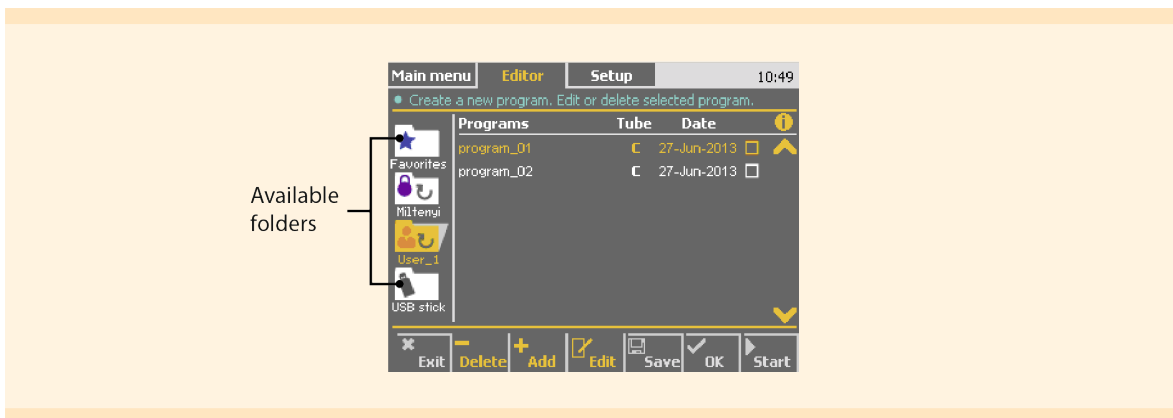 Main menu Editor Setup 10:49
Create a new program. Edit or delete selected program.
Programs Tube Date
program_01 C 27-Jun-2013
program_02 C 27-Jun-2013
Favorites
Miltenyi
User_1
USB stick
Available
folders
Exit Delete Add Edit Save OK Start